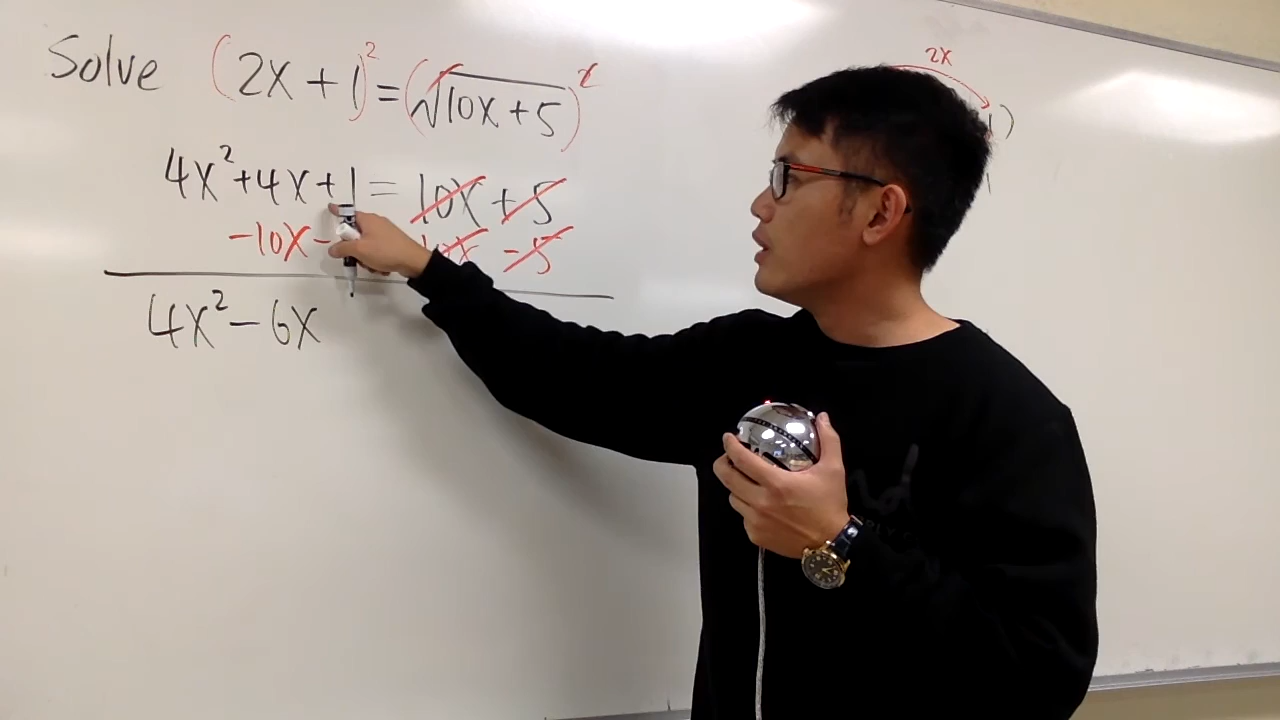 Solve (2x + 1)² = (√10x + 5)²
2x
)
4x² + 4x + 1 = 10x + 5
-10x - 10x - 5
4x² - 6x